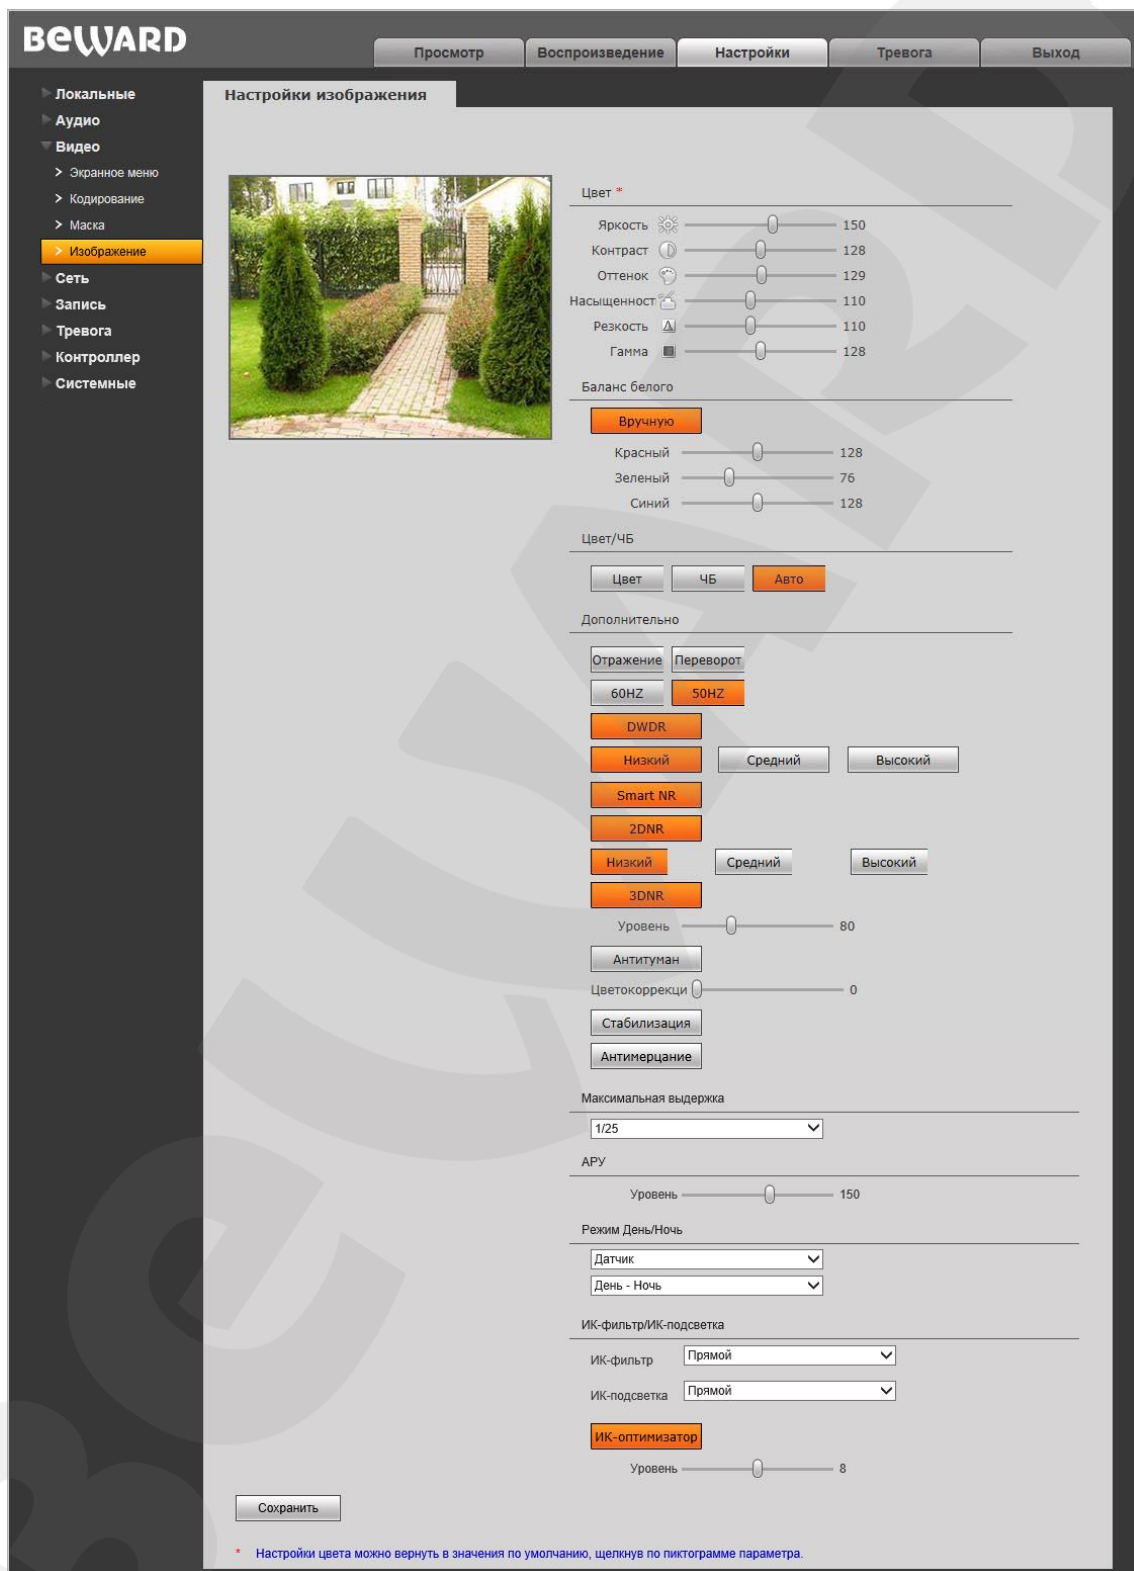 BEWARD
Просмотр Воспроизведение Настройки Тревога Выход
Локальные
Аудио
Видео
Экранное меню
Кодирование
Маска
Изображение
Сеть
Запись
Тревога
Контроллер
Системные
Настройки изображения
Цвет *
Яркость 150
Контраст 128
Оттенок 129
Насыщенност 110
Резкость 110
Гамма 128
Баланс белого
Вручную
Красный 128
Зеленый 76
Синий 128
Цвет/ЧБ
Цвет ЧБ Авто
Дополнительно
Отражение Переворот
60HZ 50HZ
DWDR
Низкий Средний Высокий
Smart NR
2DNR
Низкий Средний Высокий
3DNR
Уровень 80
Антитуман
Цветокоррекци 0
Стабилизация
Антимерцание
Максимальная выдержка
1/25
АРУ
Уровень 150
Режим День/Ночь
Датчик
День - Ночь
ИК-фильтр/ИК-подсветка
ИК-фильтр Прямой
ИК-подсветка Прямой
ИК-оптимизатор
Уровень 8
Сохранить
* Настройки цвета можно вернуть в значения по умолчанию, щелкнув по пиктограмме параметра.